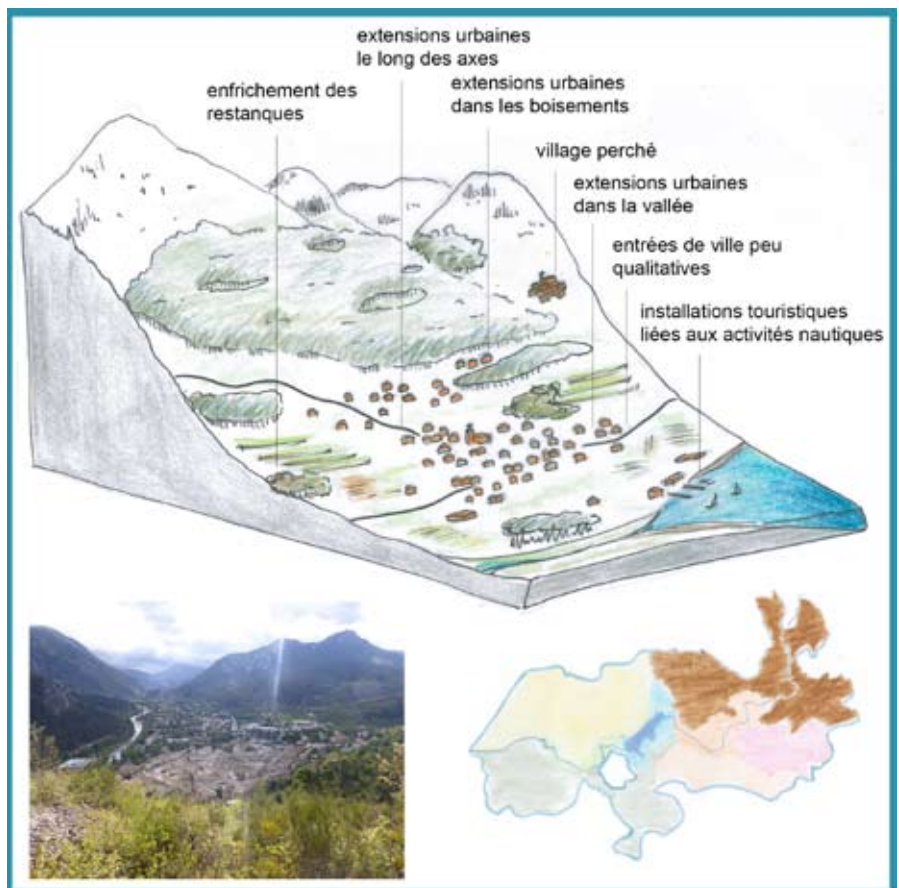 extensions urbaines
le long des axes
enfrichement des
restanques
extensions urbaines
dans les boisements
village perché
extensions urbaines
dans la vallée
entrées de ville peu
qualitatives
installations touristiques
liées aux activités nautiques